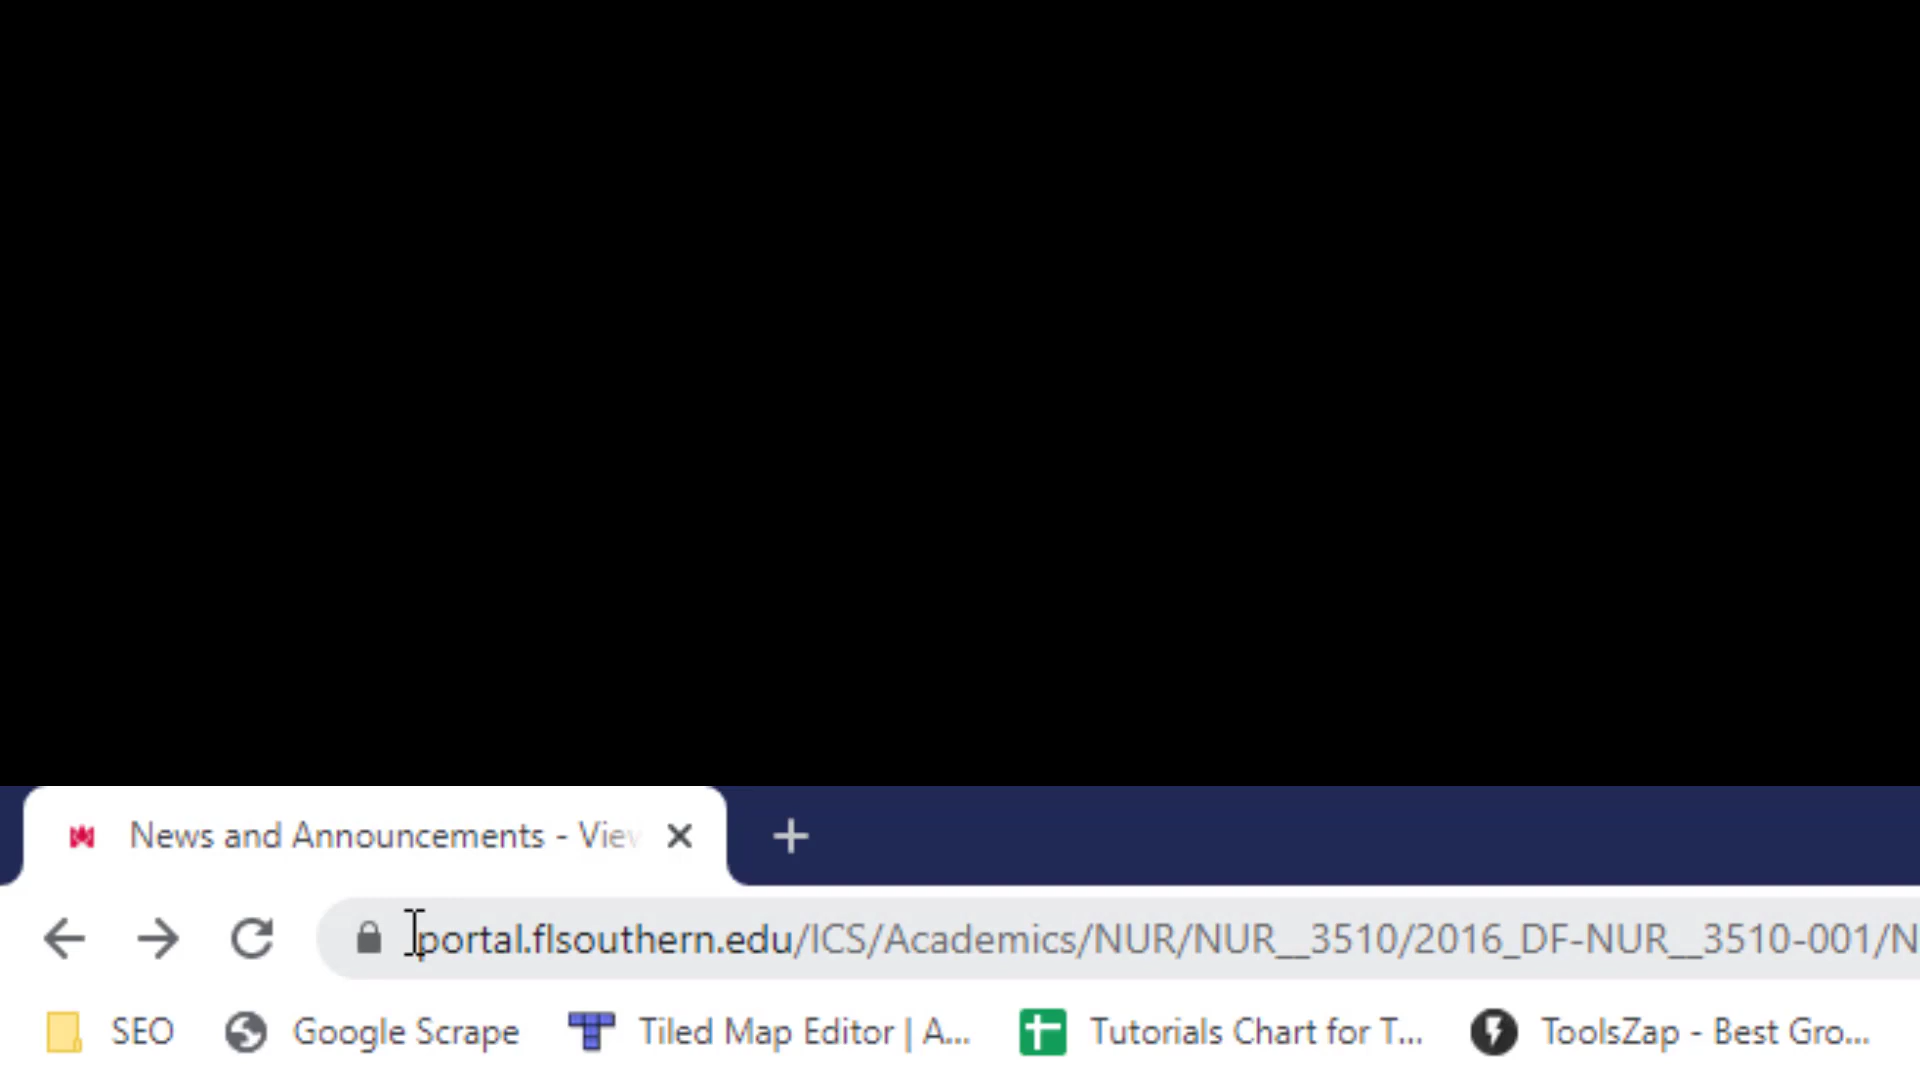 News and Announcements - View
portal.flsouthern.edu/ICS/Academics/NUR/NUR__3510/2016_DF-NUR__3510-001/N
SEO Google Scrape Tiled Map Editor | A... Tutorials Chart for T... ToolsZap - Best Gro...